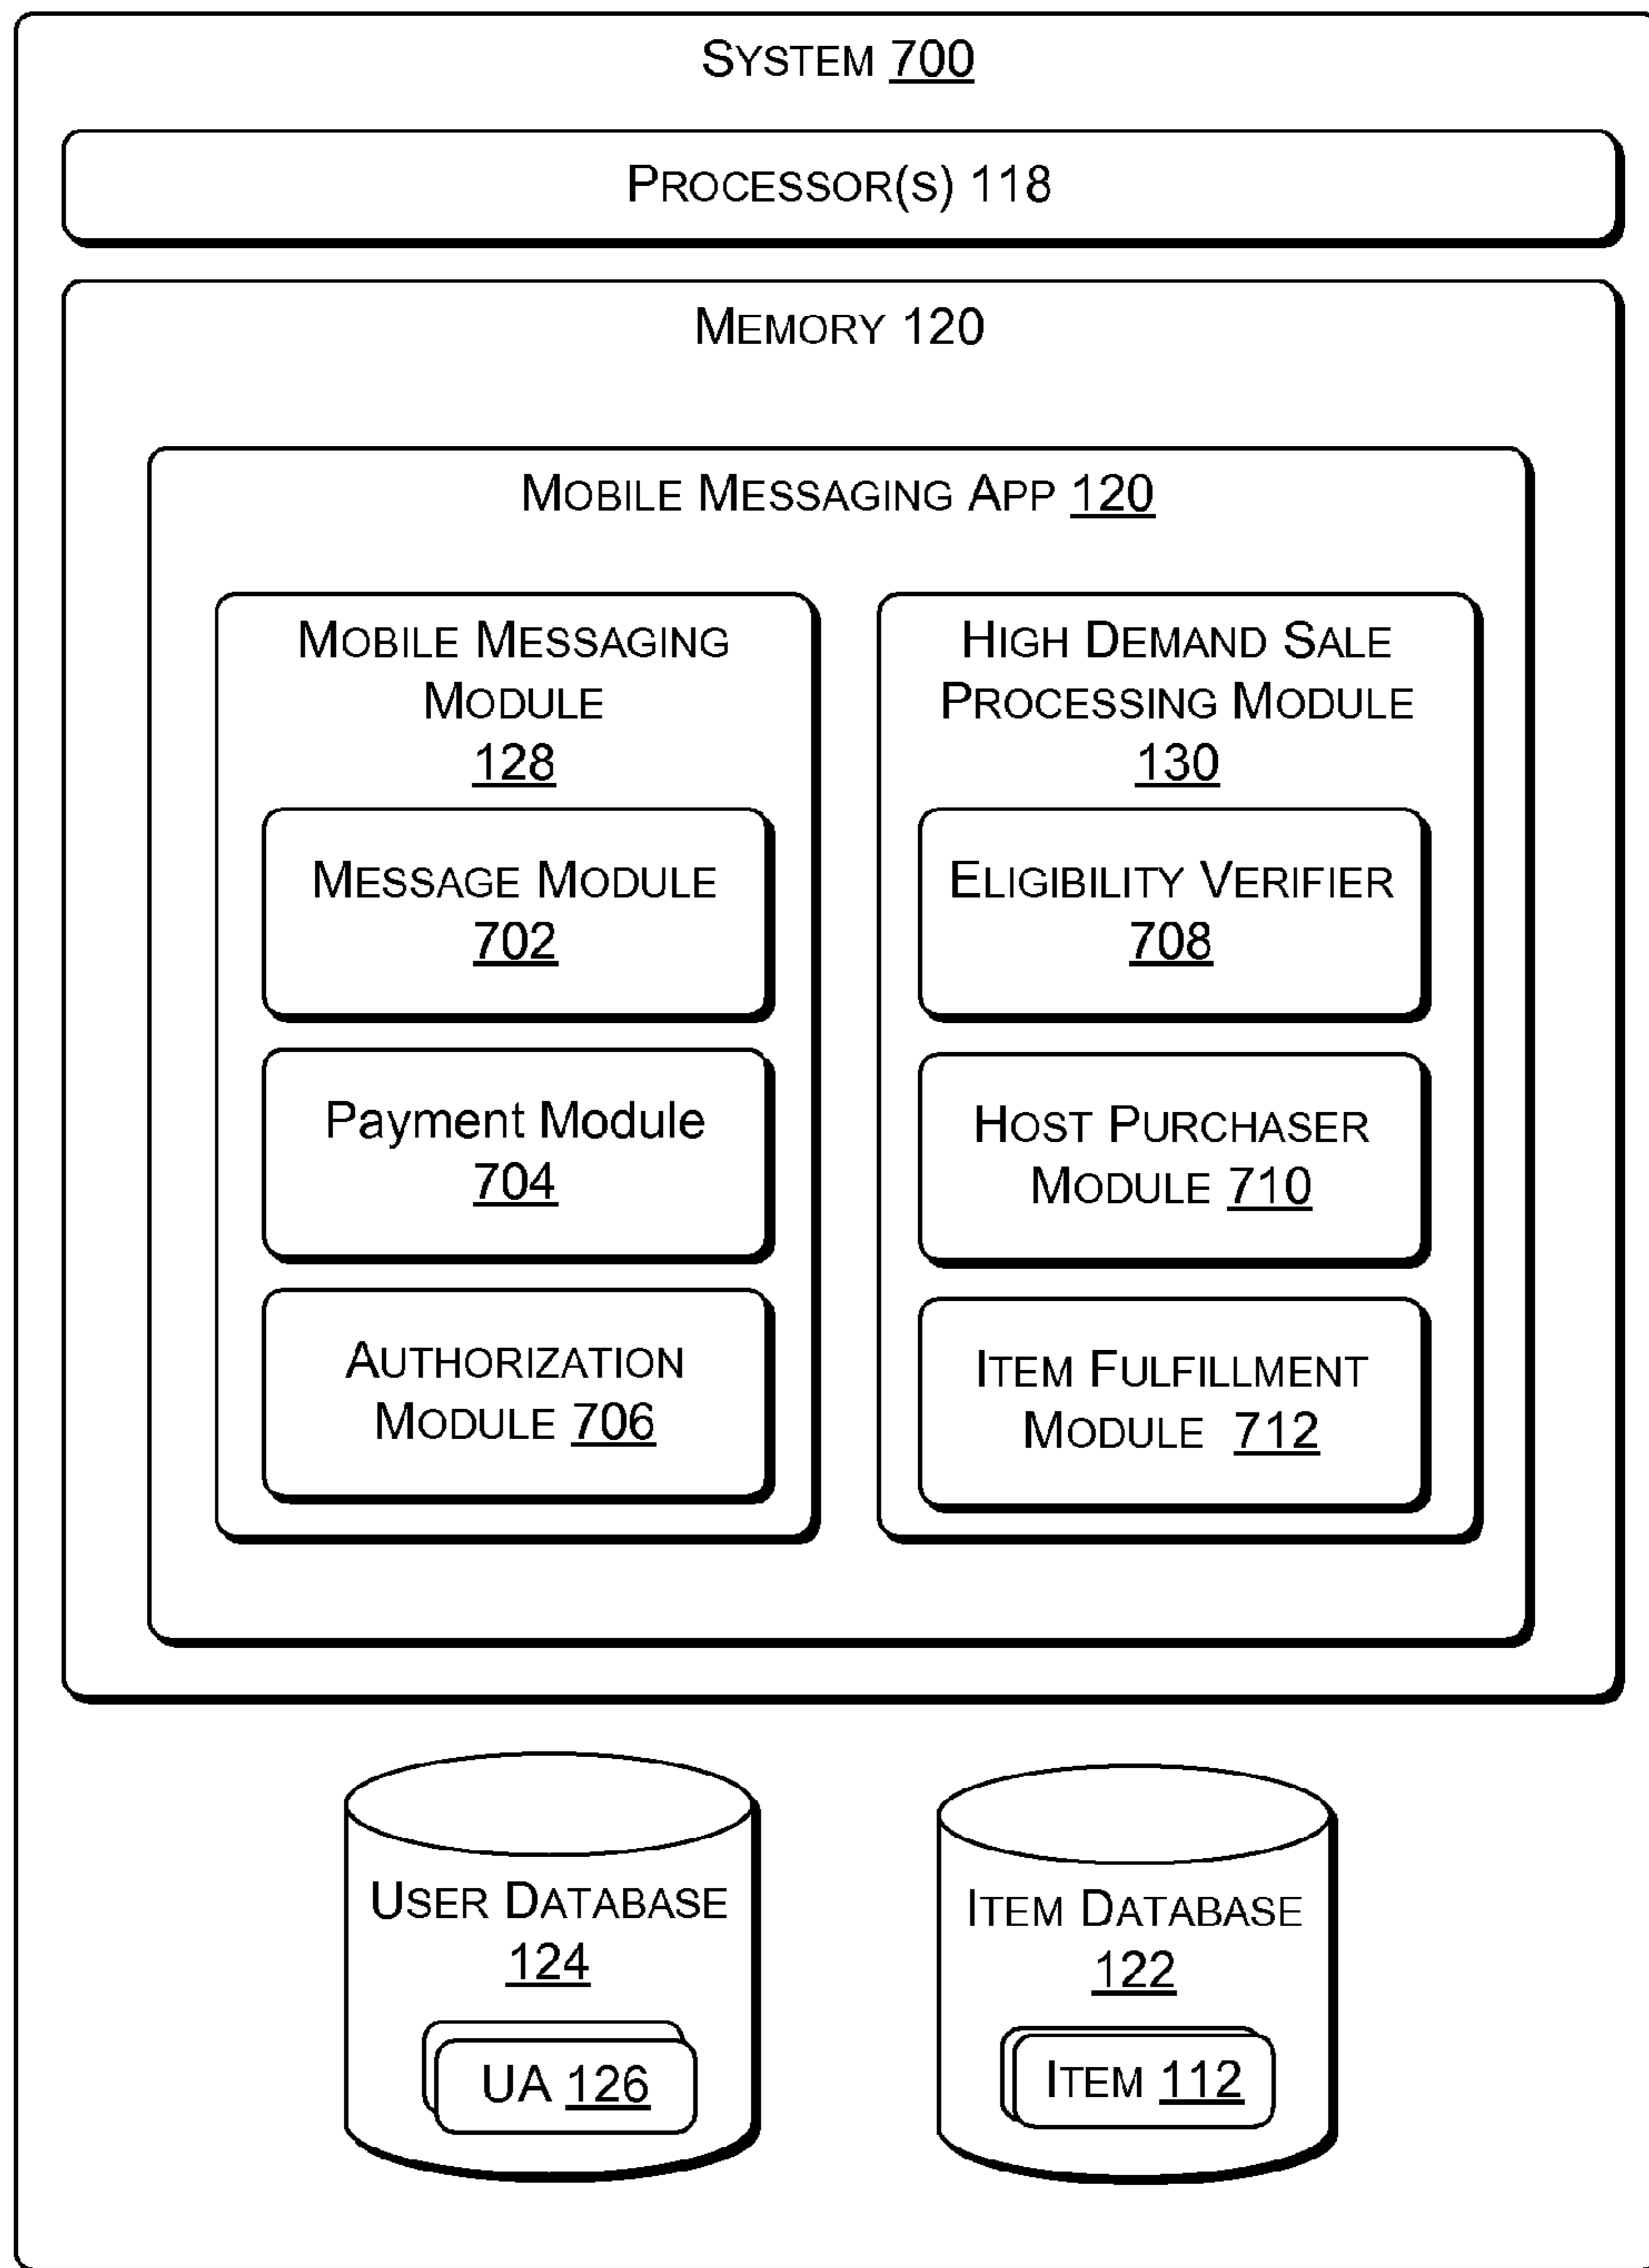 SYSTEM 700
PROCESSOR(S) 118
MEMORY 120
MOBILE MESSAGING APP 120
MOBILE MESSAGING
MODULE
128
MESSAGE MODULE
702
Payment Module
704
AUTHORIZATION
MODULE 706
HIGH DEMAND SALE
PROCESSING MODULE
130
ELIGIBILITY VERIFIER
708
HOST PURCHASER
MODULE 710
ITEM FULFILLMENT
MODULE 712
USER DATABASE
124
UA 126
ITEM DATABASE
122
ITEM 112